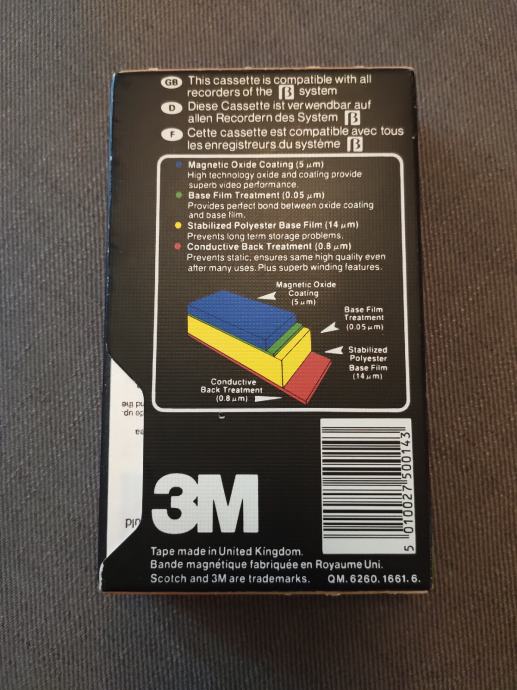 GB This cassette is compatible with all
recorders of the β system
D Diese Cassette ist verwendbar auf
allen Recordern des System β
F Cette cassette est compatible avec tous
les enregistreurs du système β
Magnetic Oxide Coating (5 μm)
High technology oxide and coating provide
superb video performance.
Base Film Treatment (0.05 μm)
Provides perfect bond between oxide coating
and base film.
Stabilized Polyester Base Film (14 μm)
Prevents long term storage problems.
Conductive Back Treatment (0.8 μm)
Prevents static, ensures same high quality even
after many uses. Plus superb winding features.
Magnetic Oxide
Coating
(5 μm)
Base Film
Treatment
(0.05 μm)
Stabilized
Polyester
Base Film
(14 μm)
Conductive
Back Treatment
(0.8 μm)
5 010027 500143
3M
Tape made in United Kingdom.
Bande magnétique fabriquée en Royaume Uni.
Scotch and 3M are trademarks. QM.6260.1661.6.